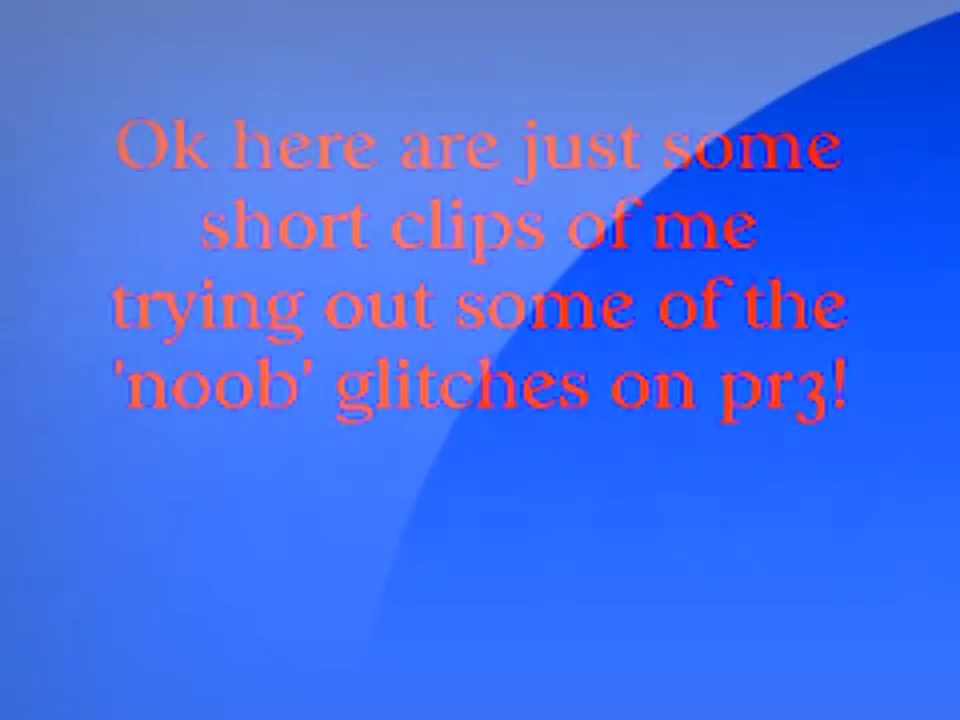 Ok here are just some
short clips of me
trying out some of the
'noob' glitches on pr3!